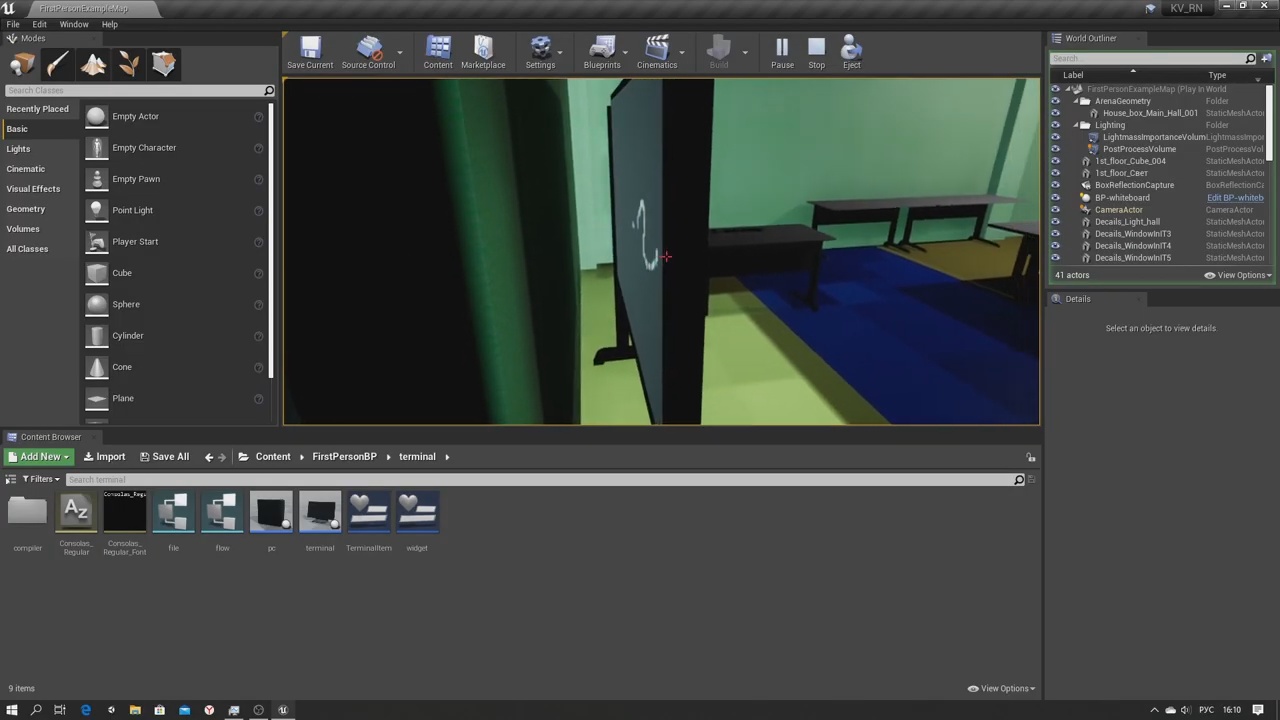 FirstPersonExampleMap
KV_RN
File Edit Window Help
Modes
World Outliner
Save Current Source Control Content Marketplace Settings Blueprints Cinematics Build Pause Stop Eject
Search Classes
Search...
Label Type
Recently Placed
Basic
Lights
Cinematic
Visual Effects
Geometry
Volumes
All Classes
Empty Actor
Empty Character
Empty Pawn
Point Light
Player Start
Cube
Sphere
Cylinder
Cone
Plane
FirstPersonExampleMap (Play In World
ArenaGeometry Folder
House_box_Main_Hall_001 StaticMeshActor
Lighting Folder
LightmassImportanceVolum LightmassImpor
PostProcessVolume PostProcessVol
1st_floor_Cube_004 StaticMeshActor
1st_floor_Свет StaticMeshActor
BoxReflectionCapture BoxReflectionCa
BP-whiteboard Edit BP-whiteb
CameraActor CameraActor
Decails_Light_hall StaticMeshActor
Decails_WindowInIT3 StaticMeshActor
Decails_WindowInIT4 StaticMeshActor
Decails_WindowInIT5 StaticMeshActor
41 actors View Options
Details
Select an object to view details.
Content Browser
Add New Import Save All Content FirstPersonBP terminal
Filters Search terminal
compiler
Consolas_
Regular
Consolas_
Regular_Font
file
flow
pc
terminal
TerminalItem
widget
9 items View Options
РУС 16:10